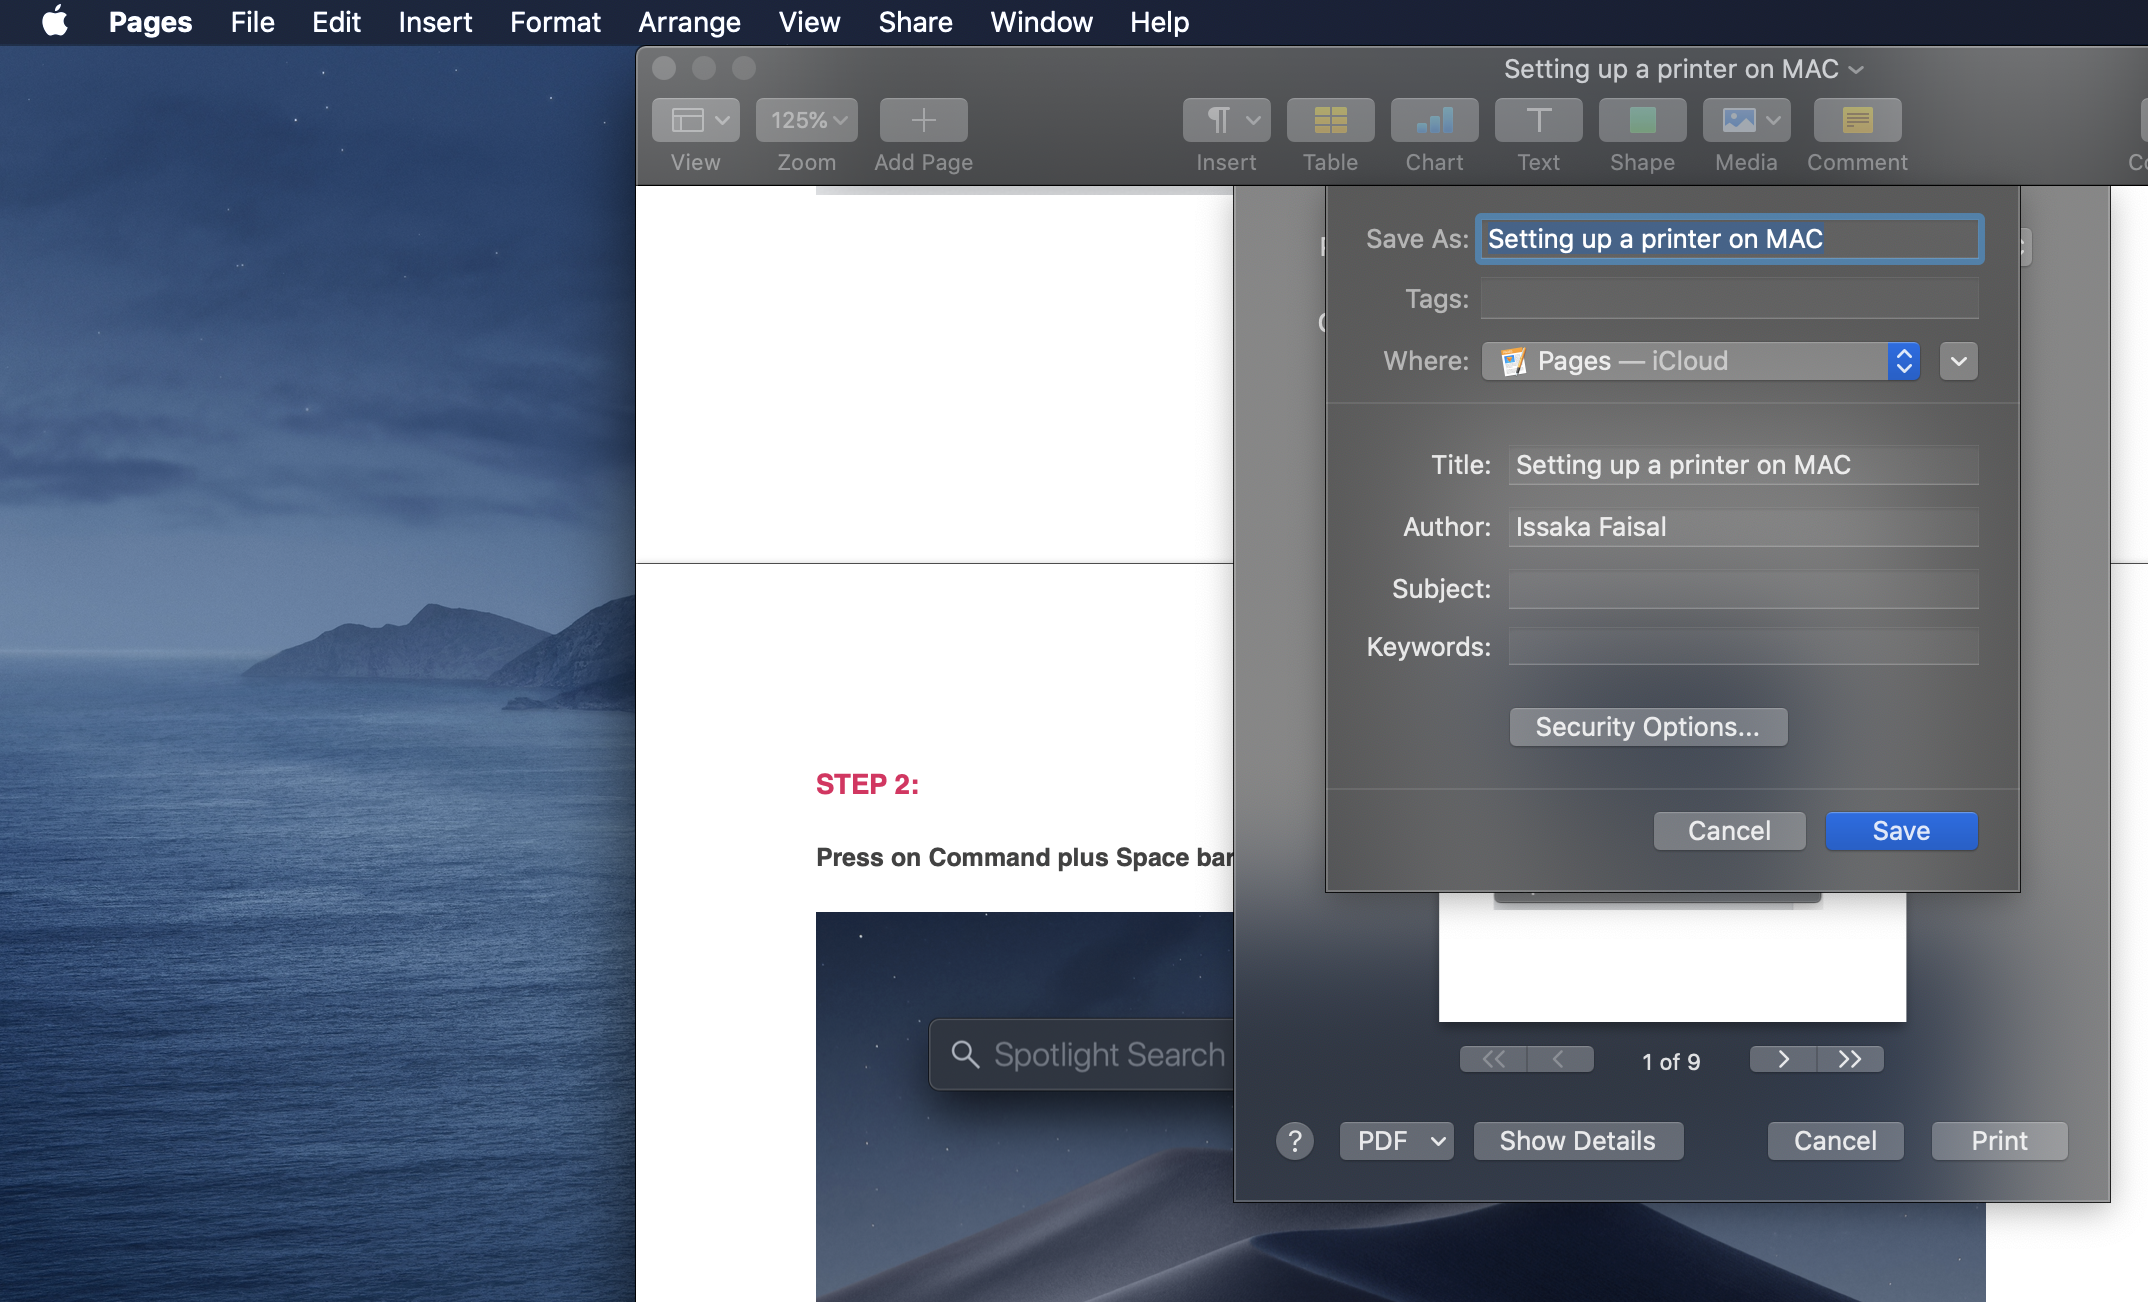 Pages File Edit Insert Format Arrange View Share Window Help
Setting up a printer on MAC
125%
View Zoom Add Page Insert Table Chart Text Shape Media Comment
Save As: Setting up a printer on MAC
Tags:
Where: Pages — iCloud
Title: Setting up a printer on MAC
Author: Issaka Faisal
Subject:
Keywords:
Security Options...
Cancel Save
STEP 2:
Press on Command plus Space bar
Spotlight Search
1 of 9
? PDF Show Details Cancel Print